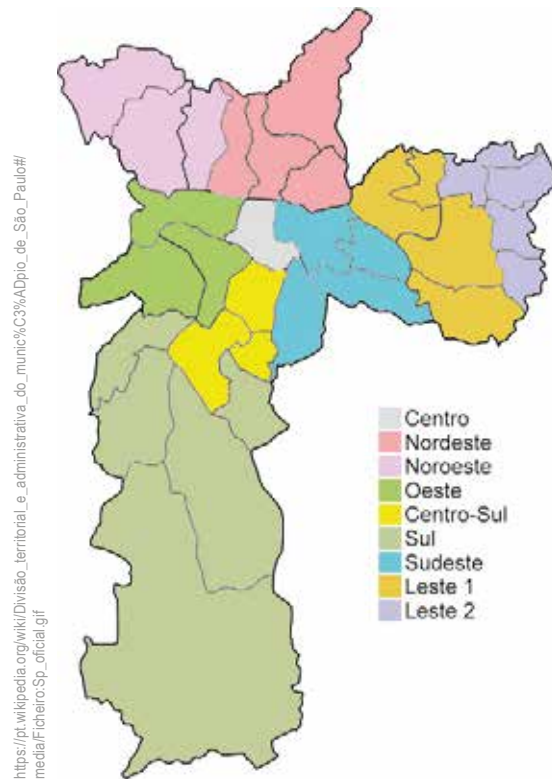 https://pt.wikipedia.org/wiki/Divisão_territorial_e_administrativa_do_munic%C3%ADpio_de_São_Paulo#/
media/Ficheiro:Sp_oficial.gif
Centro
Nordeste
Noroeste
Oeste
Centro-Sul
Sul
Sudeste
Leste 1
Leste 2